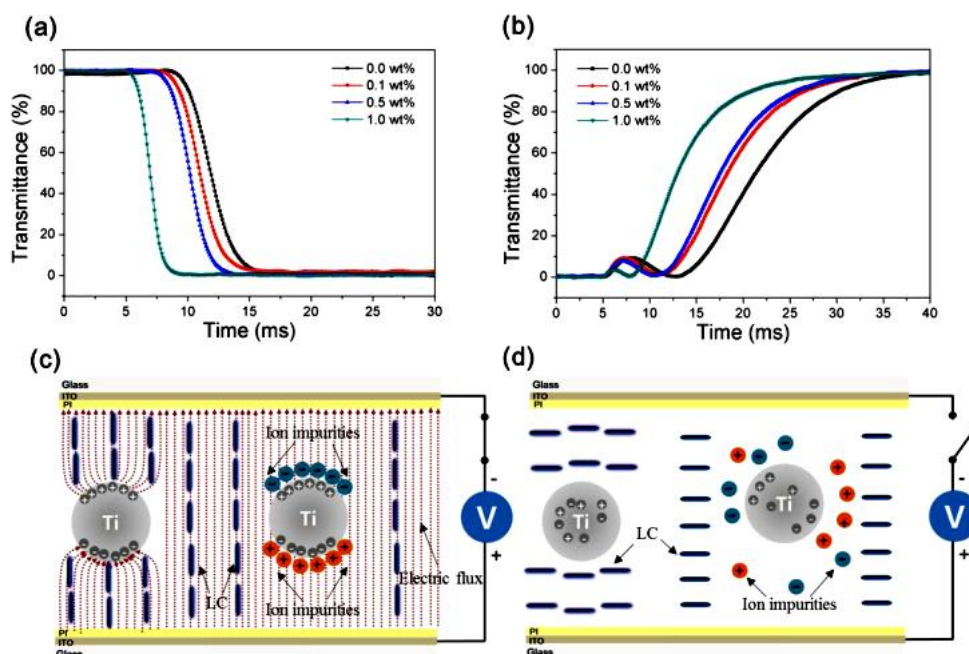 (a)
100
80
60
40
20
0
Transmittance (%)
0.0 wt%
0.1 wt%
0.5 wt%
1.0 wt%
0 5 10 15 20 25 30
Time (ms)
(b)
100
80
60
40
20
0
Transmittance (%)
0.0 wt%
0.1 wt%
0.5 wt%
1.0 wt%
0 5 10 15 20 25 30 35 40
Time (ms)
(c)
Glass
ITO
PI
Ion impurities
Ti
Ti
LC
Ion impurities
Electric flux
PI
ITO
Glass
-
V
+
(d)
Glass
ITO
PI
Ti
Ti
LC
Ion impurities
PI
ITO
Glass
-
V
+